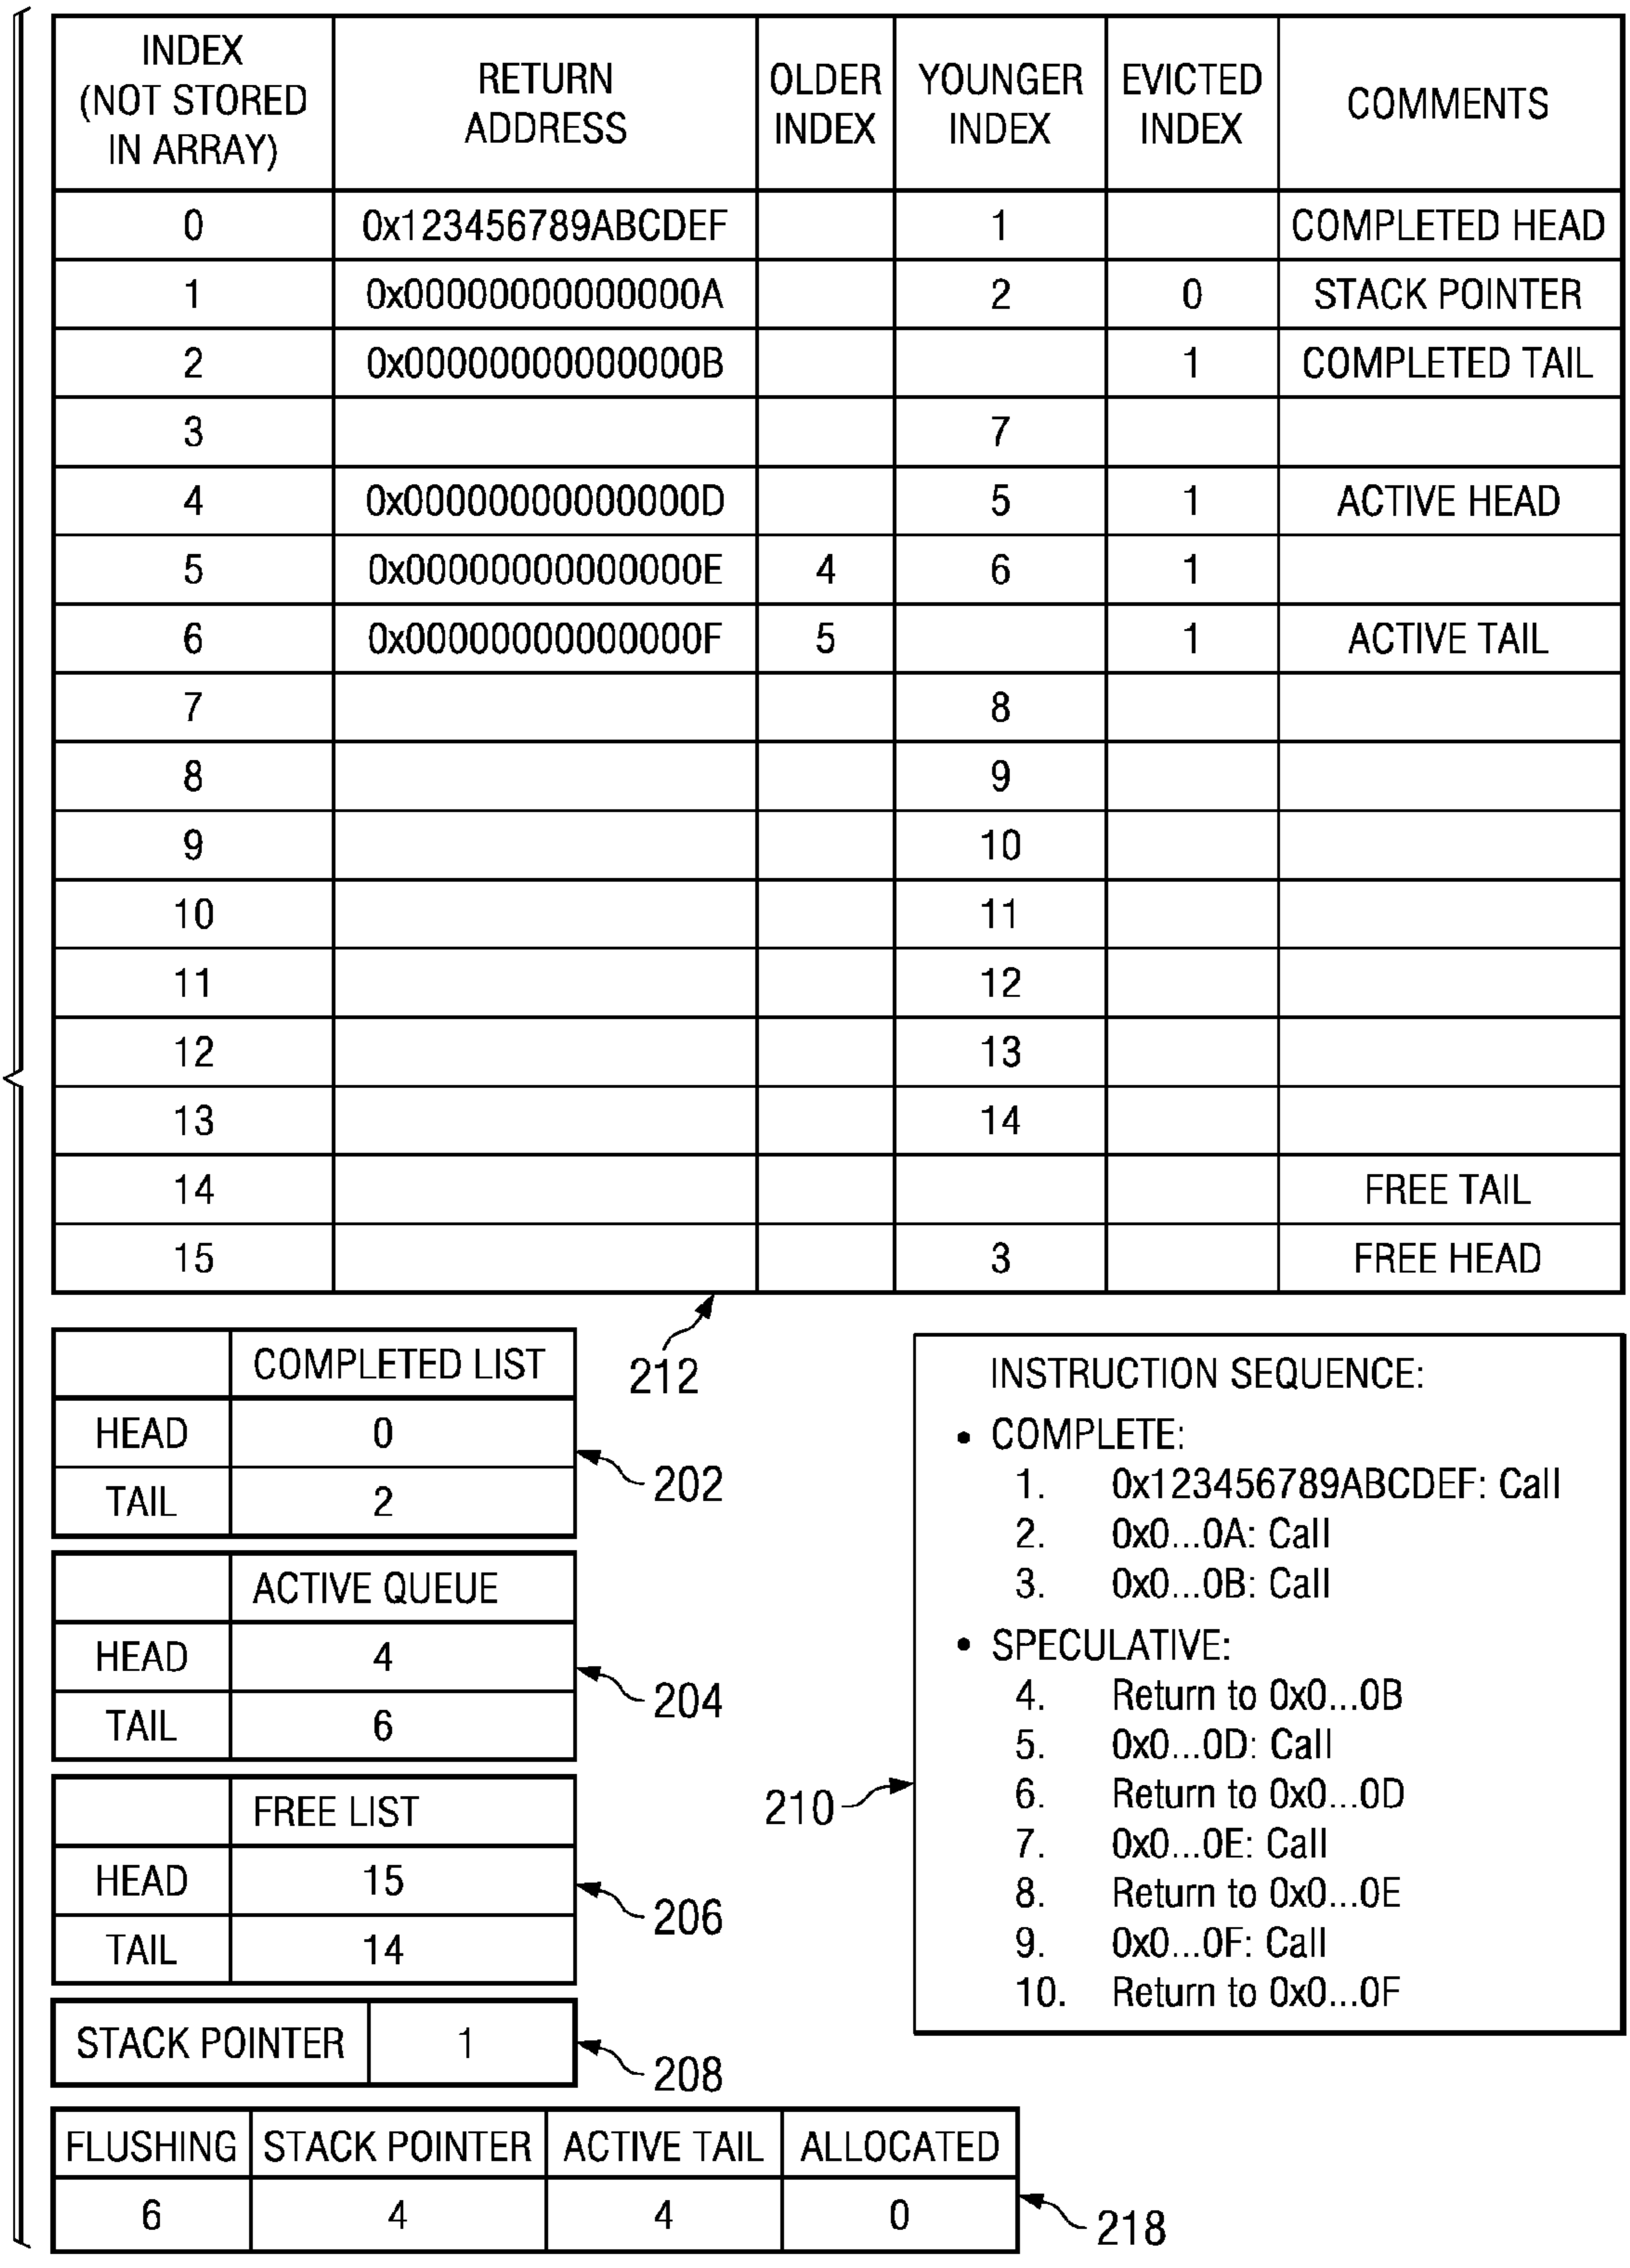 INDEX (NOT STORED IN ARRAY) RETURN ADDRESS OLDER INDEX YOUNGER INDEX EVICTED INDEX COMMENTS
0 0x123456789ABCDEF 1 COMPLETED HEAD
1 0x00000000000000A 2 0 STACK POINTER
2 0x00000000000000B 1 COMPLETED TAIL
3 7
4 0x00000000000000D 5 1 ACTIVE HEAD
5 0x00000000000000E 4 6 1
6 0x00000000000000F 5 1 ACTIVE TAIL
7 8
8 9
9 10
10 11
11 12
12 13
13 14
14 FREE TAIL
15 3 FREE HEAD
212
COMPLETED LIST
HEAD 0
TAIL 2
202
ACTIVE QUEUE
HEAD 4
TAIL 6
204
FREE LIST
HEAD 15
TAIL 14
206
STACK POINTER 1
208
INSTRUCTION SEQUENCE:
• COMPLETE:
1. 0x123456789ABCDEF: Call
2. 0x0...0A: Call
3. 0x0...0B: Call
• SPECULATIVE:
4. Return to 0x0...0B
5. 0x0...0D: Call
6. Return to 0x0...0D
7. 0x0...0E: Call
8. Return to 0x0...0E
9. 0x0...0F: Call
10. Return to 0x0...0F
210
FLUSHING STACK POINTER ACTIVE TAIL ALLOCATED
6 4 4 0
218